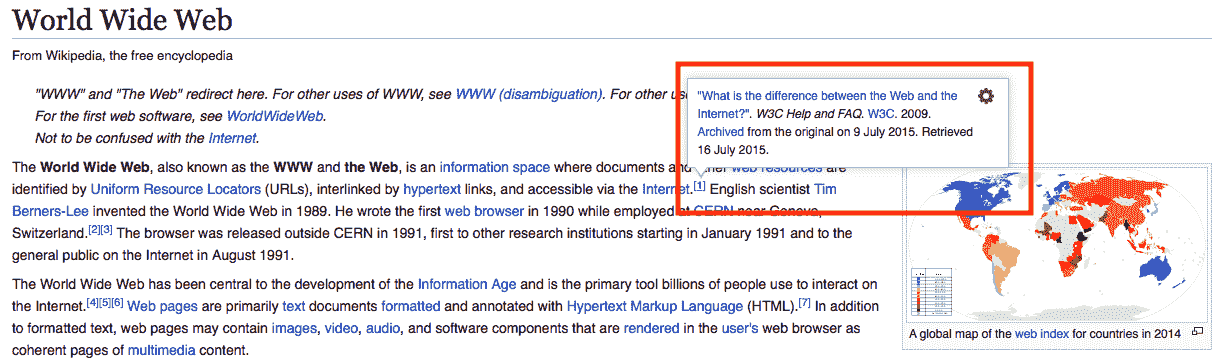 World Wide Web
From Wikipedia, the free encyclopedia
"WWW" and "The Web" redirect here. For other uses of WWW, see WWW (disambiguation). For other
For the first web software, see WorldWideWeb.
Not to be confused with the Internet.
"What is the difference between the Web and the
Internet?". W3C Help and FAQ. W3C. 2009.
Archived from the original on 9 July 2015. Retrieved
16 July 2015.
The World Wide Web, also known as the WWW and the Web, is an information space where documents and other web resources are
identified by Uniform Resource Locators (URLs), interlinked by hypertext links, and accessible via the Internet.[1] English scientist Tim
Berners-Lee invented the World Wide Web in 1989. He wrote the first web browser in 1990 while employed at CERN near Geneva,
Switzerland.[2][3] The browser was released outside CERN in 1991, first to other research institutions starting in January 1991 and to the
general public on the Internet in August 1991.
The World Wide Web has been central to the development of the Information Age and is the primary tool billions of people use to interact on
the Internet.[4][5][6] Web pages are primarily text documents formatted and annotated with Hypertext Markup Language (HTML).[7] In addition
to formatted text, web pages may contain images, video, audio, and software components that are rendered in the user's web browser as
coherent pages of multimedia content.
A global map of the web index for countries in 2014